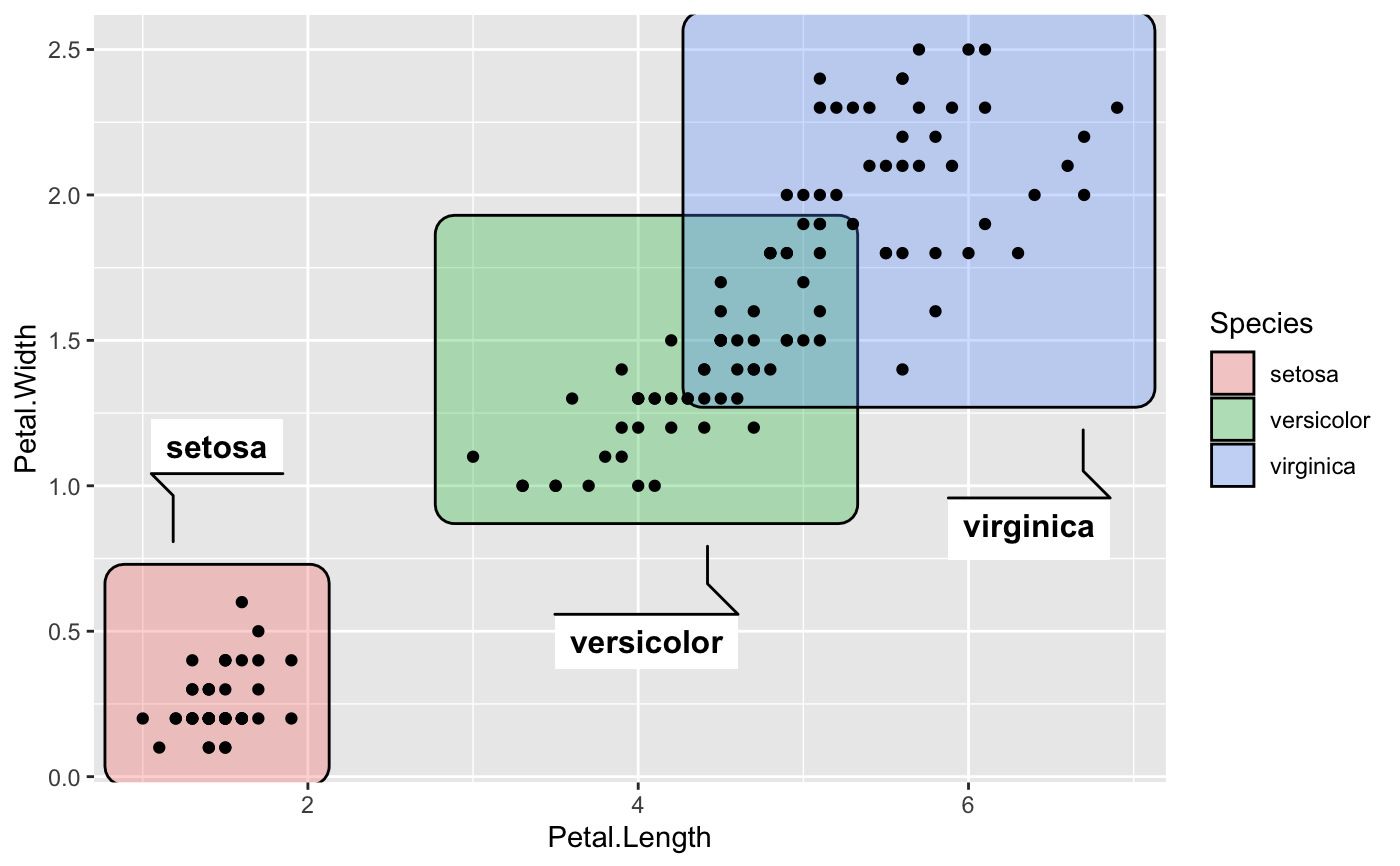 2.5
2.0
1.5
1.0
0.5
0.0
Petal.Width
setosa
versicolor
virginica
2
4
6
Petal.Length
Species
setosa
versicolor
virginica